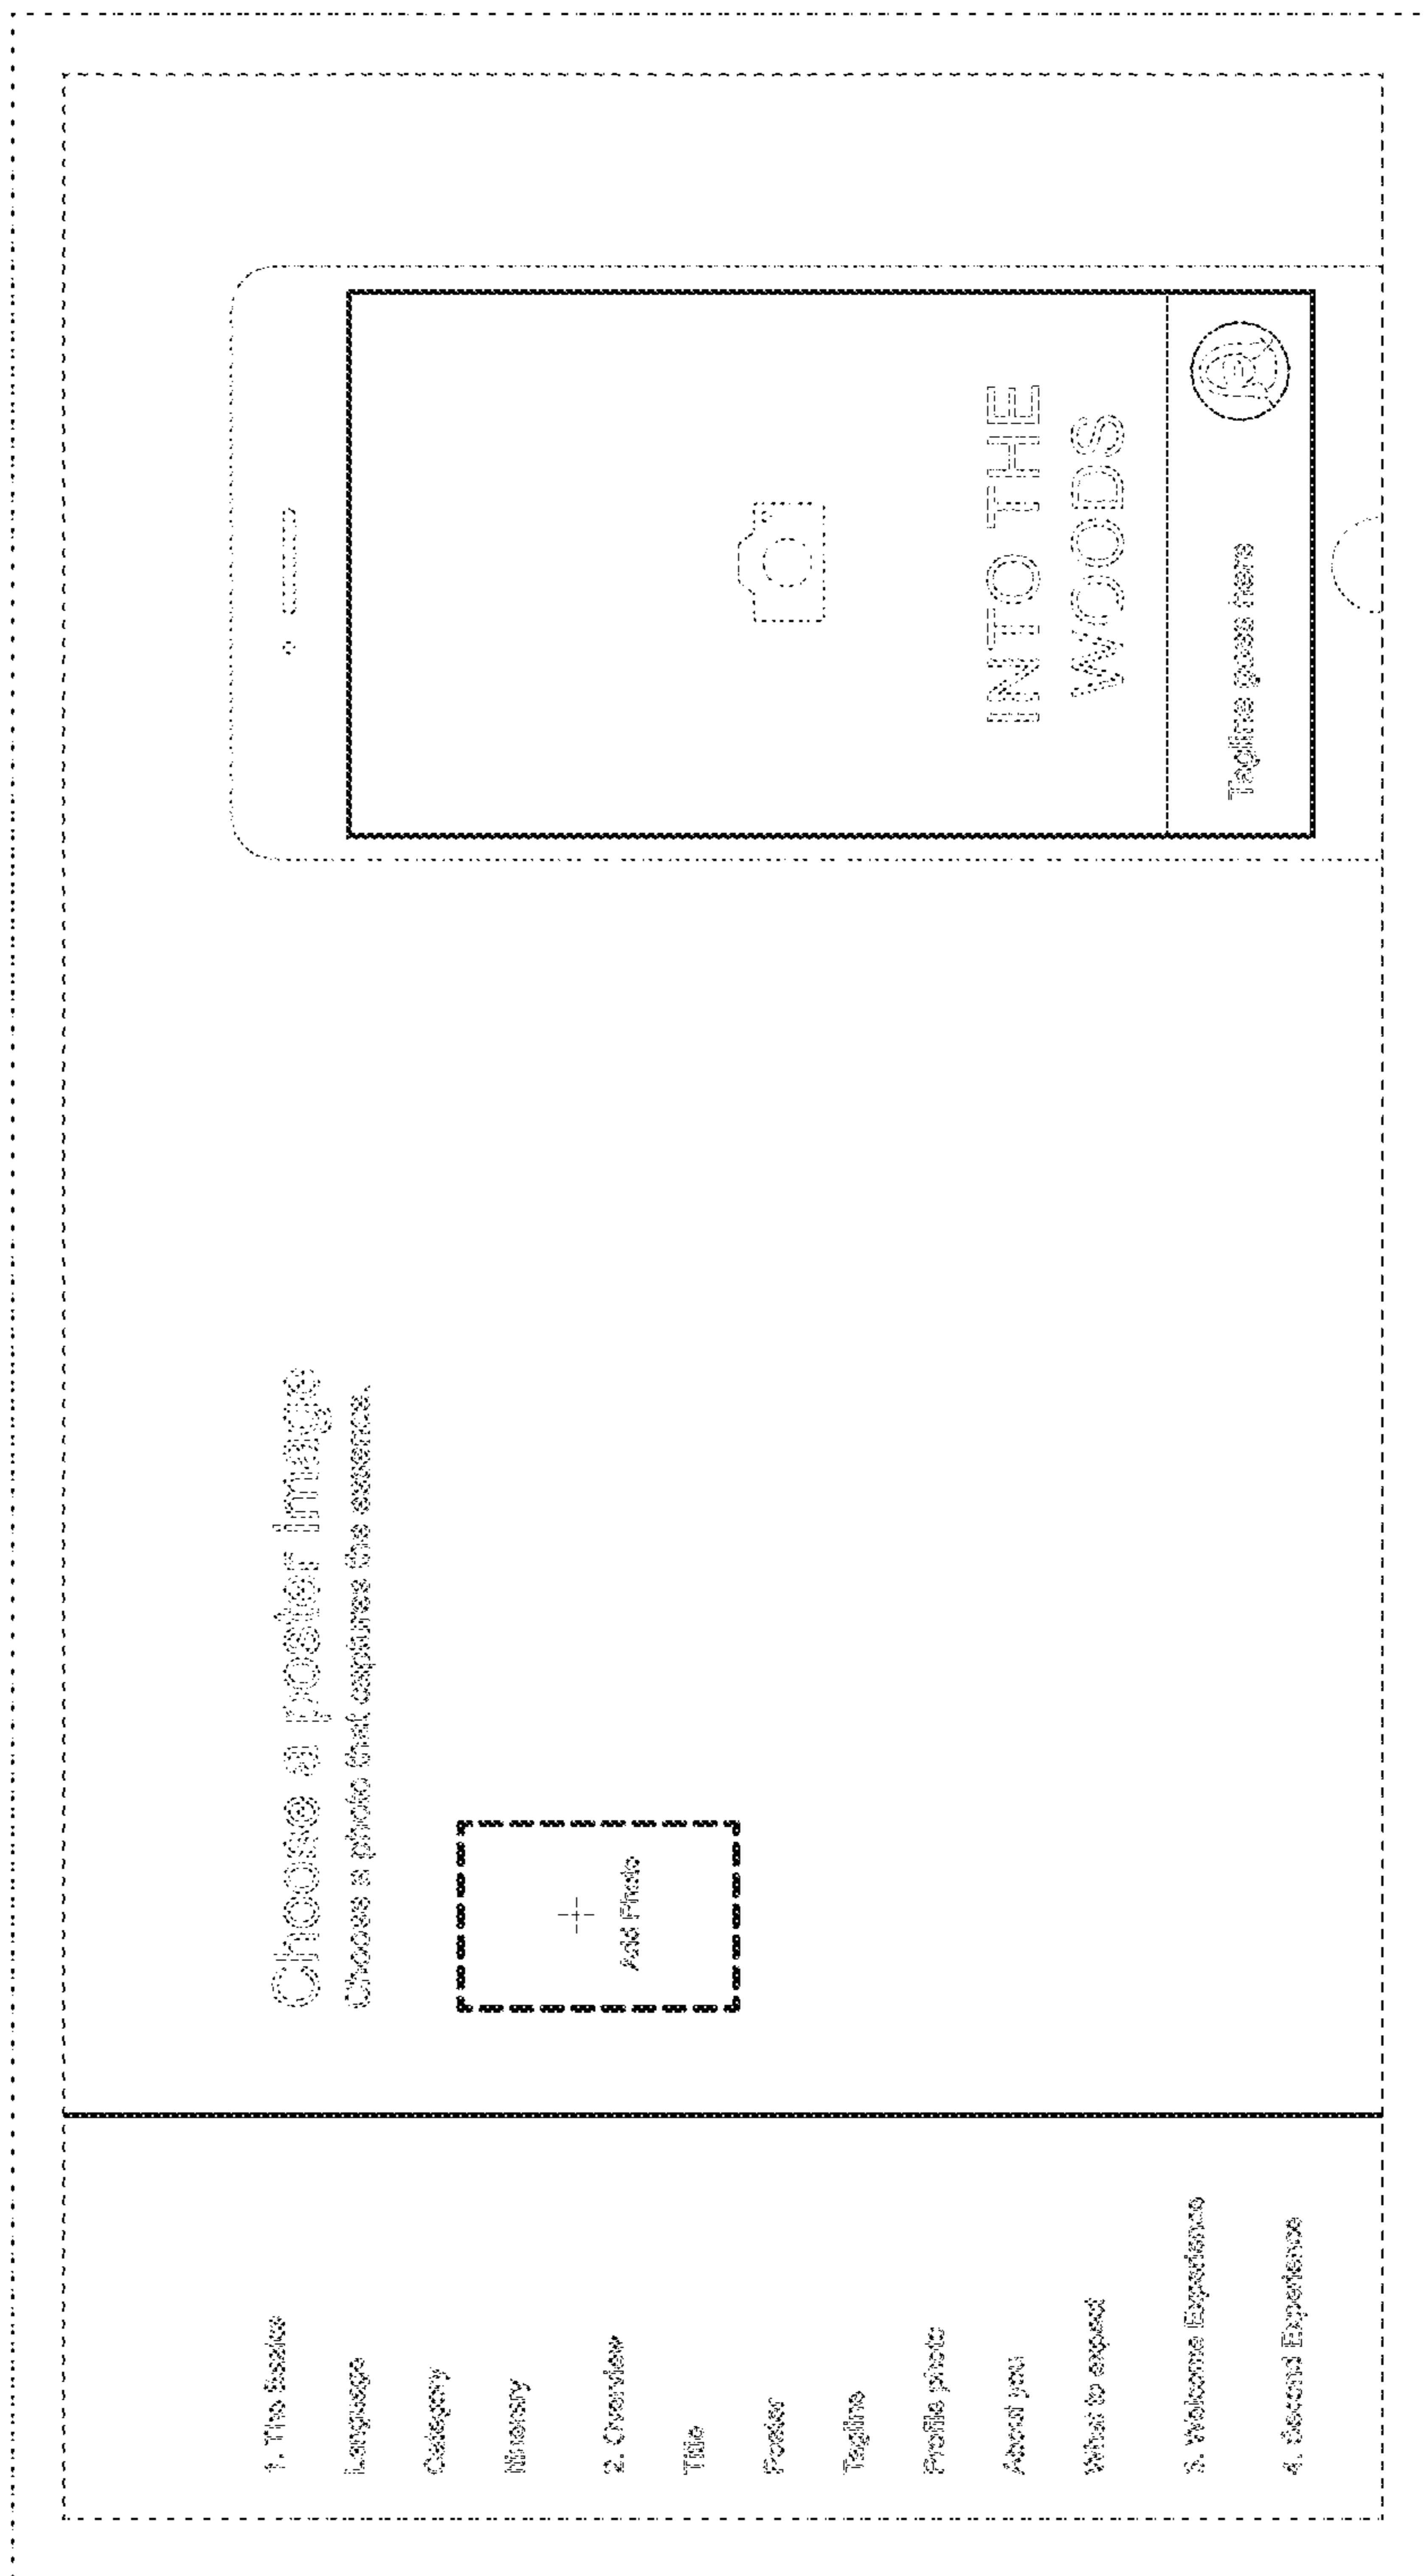 1. The Basics
Language
Category
Itinerary
2. Overview
Title
Poster
Tagline
Profile photo
About you
What to expect
3. Welcome Experience
4. Second Experience
Choose a poster image
Choose a photo that captures the essence.
Add Photo
INTO THE
WOODS
Tagline goes here